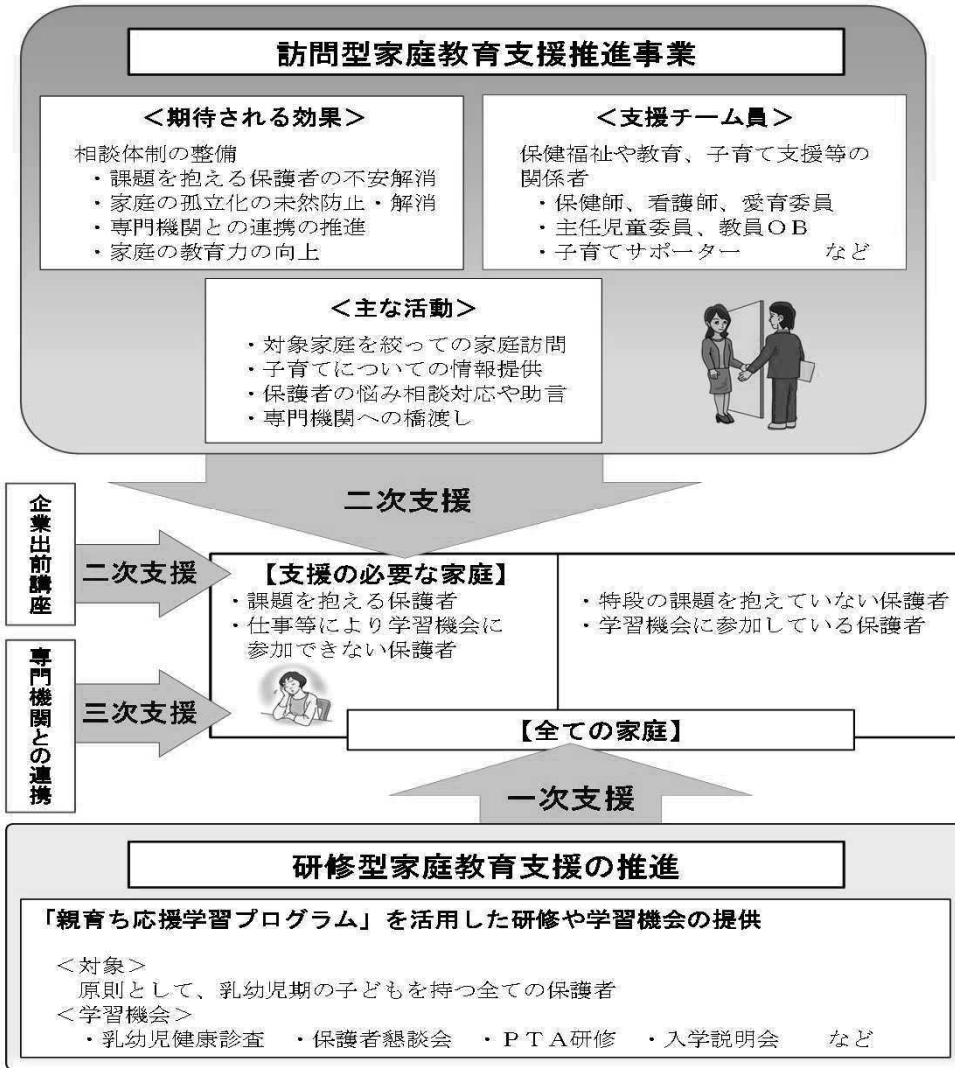 訪問型家庭教育支援推進事業
＜期待される効果＞
相談体制の整備
・課題を抱える保護者の不安解消
・家庭の孤立化の未然防止・解消
・専門機関との連携の推進
・家庭の教育力の向上
＜支援チーム員＞
保健福祉や教育、子育て支援等の
関係者
・保健師、看護師、愛育委員
・主任児童委員、教員ＯＢ
・子育てサポーター　　　など
＜主な活動＞
・対象家庭を絞っての家庭訪問
・子育てについての情報提供
・保護者の悩み相談対応や助言
・専門機関への橋渡し
二次支援
企業出前講座
二次支援
【支援の必要な家庭】
・課題を抱える保護者
・仕事等により学習機会に
参加できない保護者
・特段の課題を抱えていない保護者
・学習機会に参加している保護者
専門機関との連携
三次支援
【全ての家庭】
一次支援
研修型家庭教育支援の推進
「親育ち応援学習プログラム」を活用した研修や学習機会の提供
＜対象＞
原則として、乳幼児期の子どもを持つ全ての保護者
＜学習機会＞
・乳幼児健康診査　・保護者懇談会　・ＰＴＡ研修　・入学説明会　　など